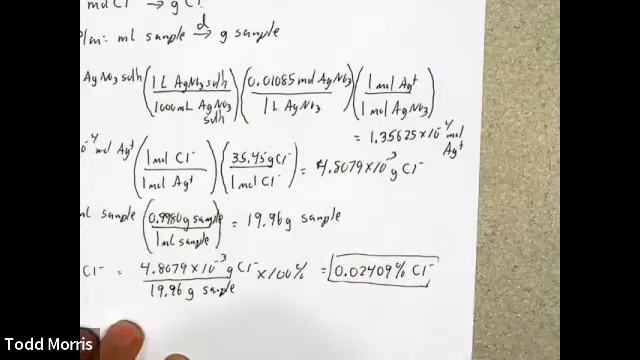 mol Cl⁻ → g Cl⁻
Plan: ml sample →ᵈ g sample
AgNO₃ soln (1 L AgNO₃ soln / 1000 mL AgNO₃ soln) (0.01085 mol AgNO₃ / 1 L AgNO₃) (1 mol Ag⁺ / 1 mol AgNO₃)
= 1.35625 × 10⁻⁴ mol Ag⁺
0⁻⁴ mol Ag⁺ (1 mol Cl⁻ / 1 mol Ag⁺) (35.45 g Cl⁻ / 1 mol Cl⁻) = 4.8079 × 10⁻³ g Cl⁻
mL sample (0.9980 g sample / 1 mL sample) = 19.96 g sample
Cl⁻ = 4.8079 × 10⁻³ g Cl⁻ / 19.96 g sample × 100% = 0.02409% Cl⁻
Todd Morris